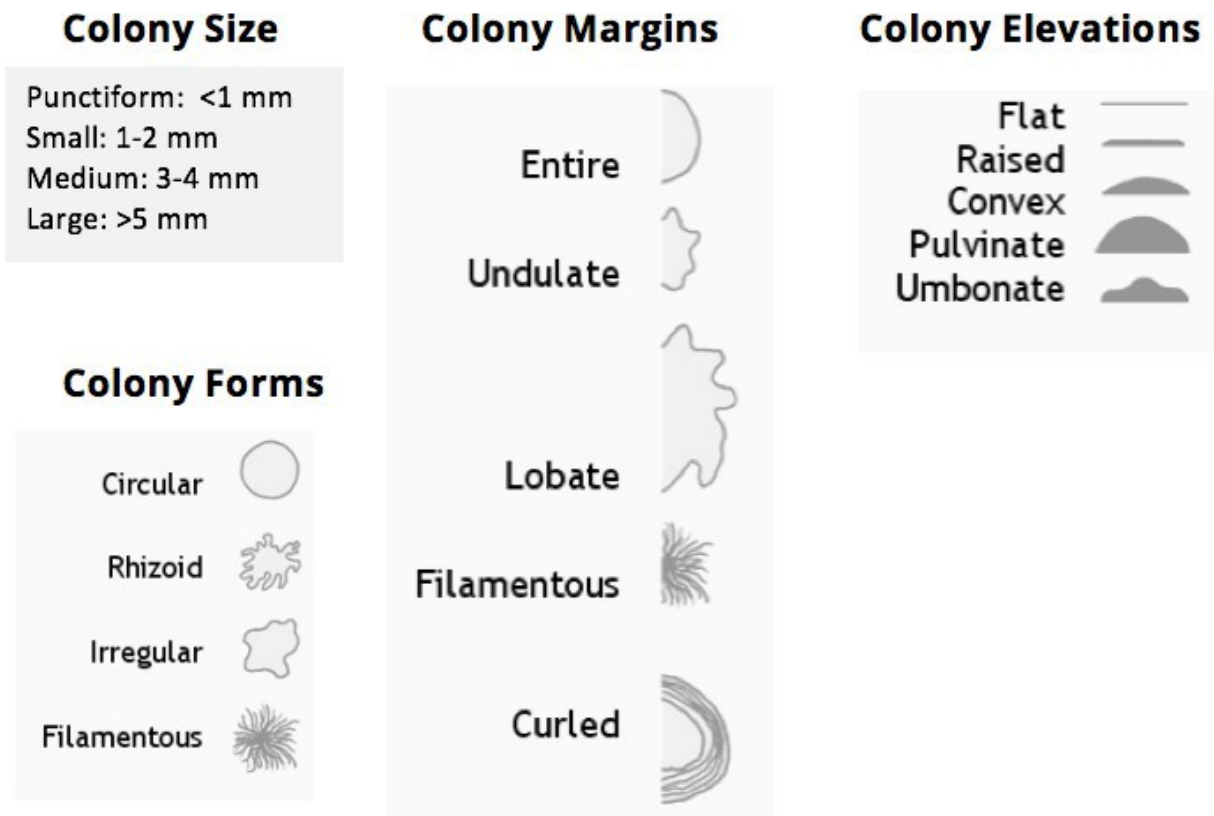 Colony Size
Punctiform: <1 mm
Small: 1-2 mm
Medium: 3-4 mm
Large: >5 mm
Colony Forms
Circular
Rhizoid
Irregular
Filamentous
Colony Margins
Entire
Undulate
Lobate
Filamentous
Curled
Colony Elevations
Flat
Raised
Convex
Pulvinate
Umbonate